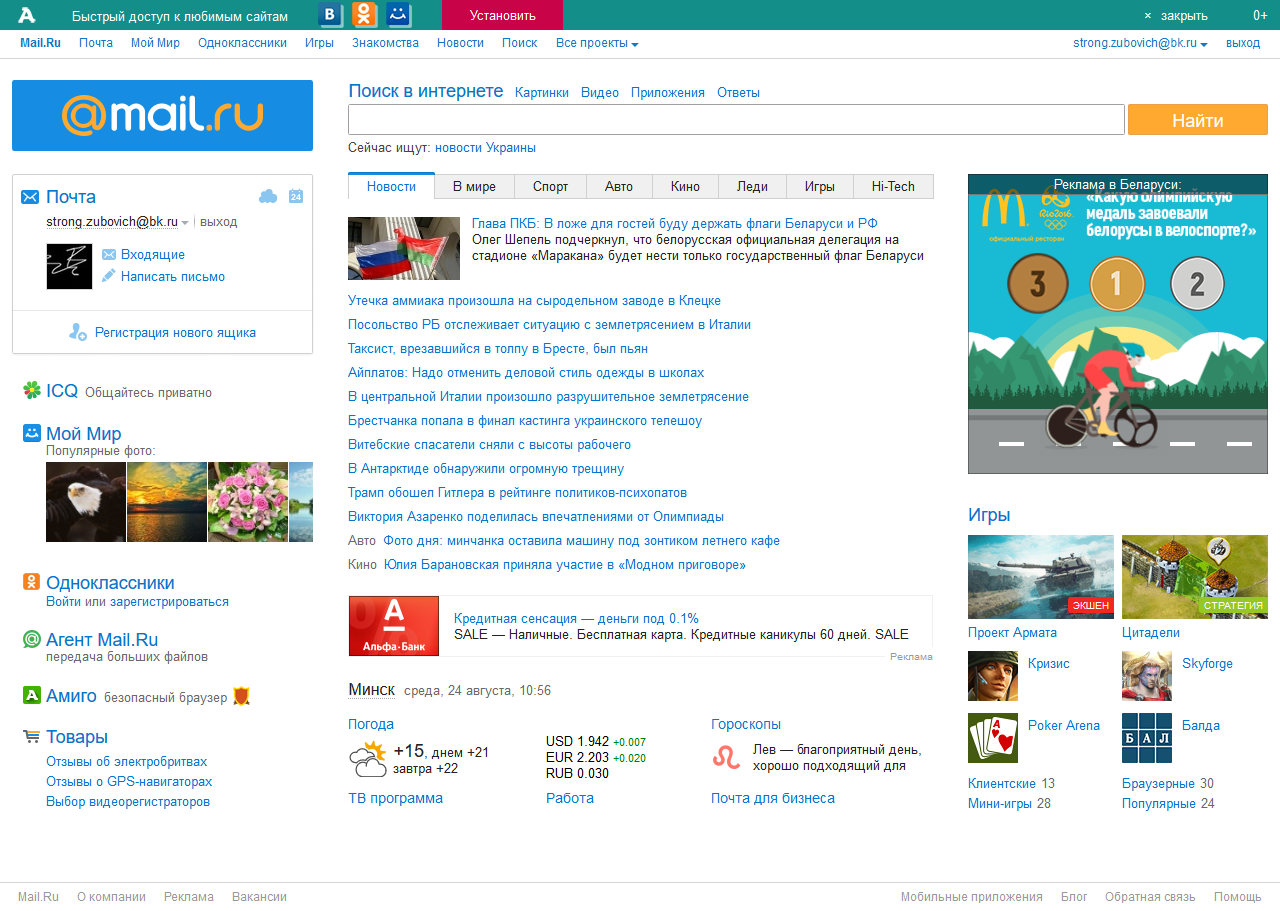 Быстрый доступ к любимым сайтам
Установить
× закрыть
0+
Mail.Ru Почта Мой Мир Одноклассники Игры Знакомства Новости Поиск Все проекты
strong.zubovich@bk.ru выход
@mail.ru
Поиск в интернете Картинки Видео Приложения Ответы
Найти
Сейчас ищут: новости Украины
Почта
24
strong.zubovich@bk.ru выход
Входящие
Написать письмо
Регистрация нового ящика
ICQ Общайтесь приватно
Мой Мир
Популярные фото:
Одноклассники
Войти или зарегистрироваться
Агент Mail.Ru
передача больших файлов
Амиго безопасный браузер
Товары
Отзывы об электробритвах
Отзывы о GPS-навигаторах
Выбор видеорегистраторов
Новости В мире Спорт Авто Кино Леди Игры Hi-Tech
Глава ПКБ: В ложе для гостей буду держать флаги Беларуси и РФ
Олег Шепель подчеркнул, что белорусская официальная делегация на
стадионе «Маракана» будет нести только государственный флаг Беларуси
Утечка аммиака произошла на сыродельном заводе в Клецке
Посольство РБ отслеживает ситуацию с землетрясением в Италии
Таксист, врезавшийся в толпу в Бресте, был пьян
Айплатов: Надо отменить деловой стиль одежды в школах
В центральной Италии произошло разрушительное землетрясение
Брестчанка попала в финал кастинга украинского телешоу
Витебские спасатели сняли с высоты рабочего
В Антарктиде обнаружили огромную трещину
Трамп обошел Гитлера в рейтинге политиков-психопатов
Виктория Азаренко поделилась впечатлениями от Олимпиады
Авто Фото дня: минчанка оставила машину под зонтиком летнего кафе
Кино Юлия Барановская приняла участие в «Модном приговоре»
А
Альфа·Банк
Кредитная сенсация — деньги под 0.1%
SALE — Наличные. Бесплатная карта. Кредитные каникулы 60 дней. SALE
Реклама
Минск среда, 24 августа, 10:56
Погода
+15, днем +21
завтра +22
USD 1.942 +0.007
EUR 2.203 +0.020
RUB 0.030
Гороскопы
Лев — благоприятный день,
хорошо подходящий для
ТВ программа
Работа
Почта для бизнеса
Реклама в Беларуси:
«Какую олимпийскую
медаль завоевали
белорусы в велоспорте?»
официальный ресторан
3 1 2
Игры
ЭКШЕН
СТРАТЕГИЯ
Проект Армата
Цитадели
Кризис
Skyforge
Poker Arena
БАЛ
Балда
Клиентские 13
Браузерные 30
Мини-игры 28
Популярные 24
Mail.Ru О компании Реклама Вакансии
Мобильные приложения Блог Обратная связь Помощь